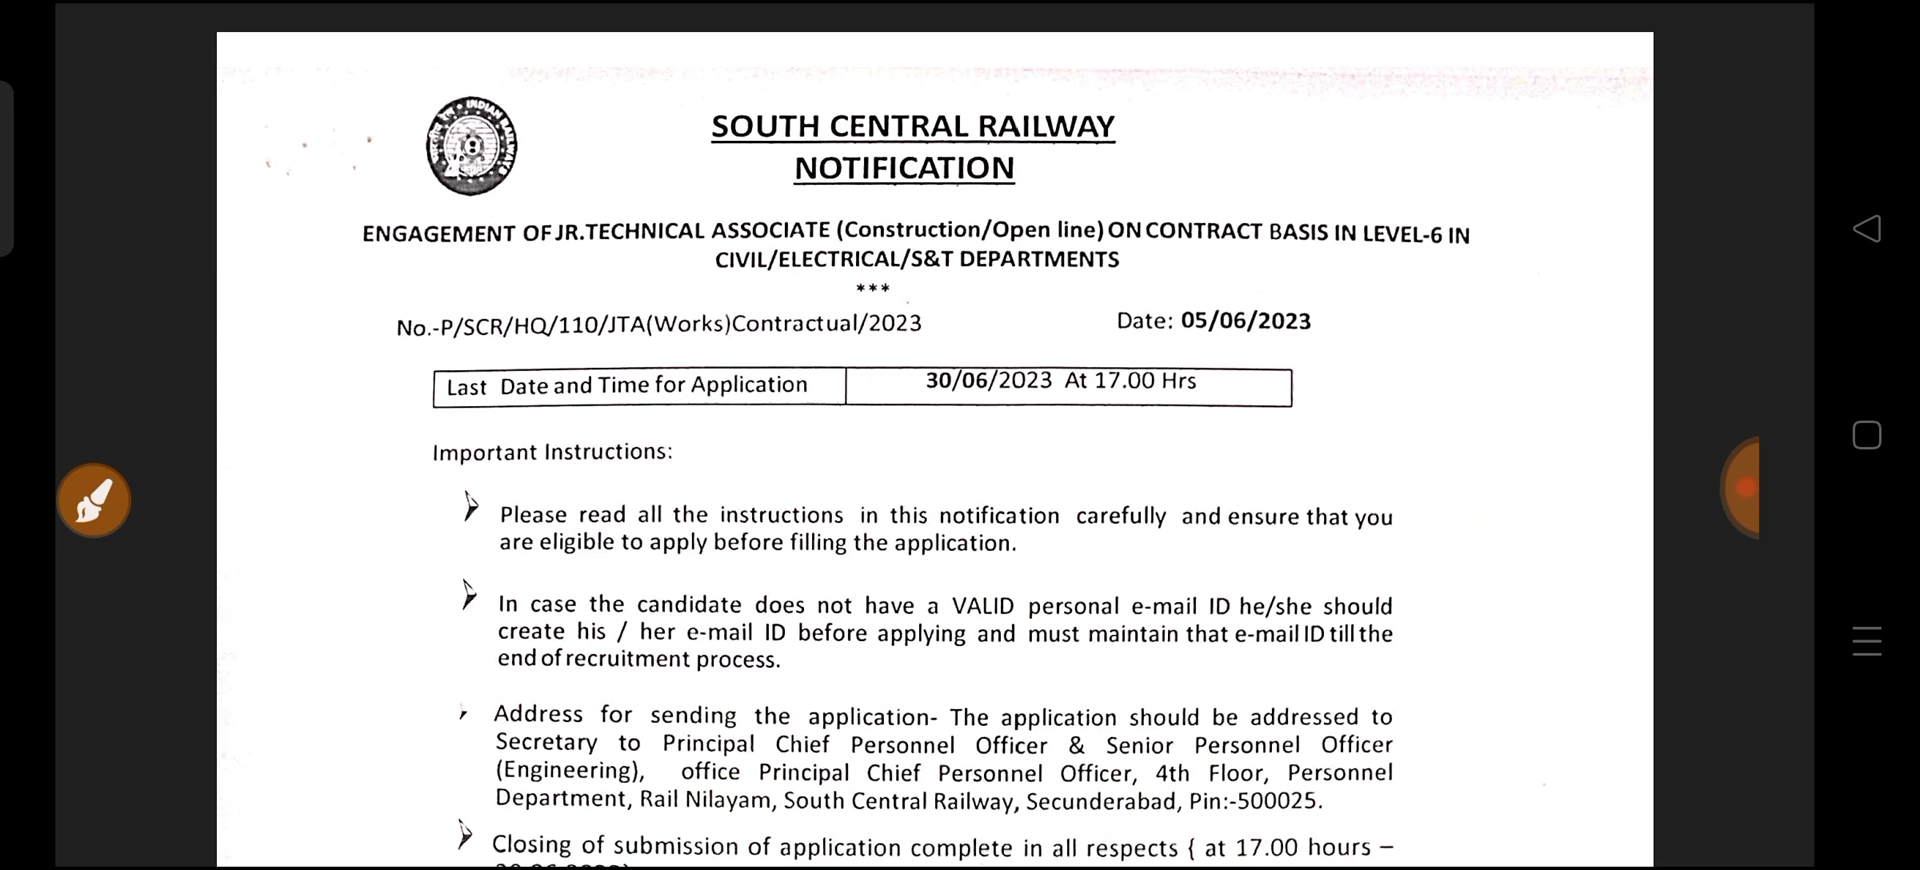 INDIAN RAILWAYS
SOUTH CENTRAL RAILWAY
NOTIFICATION
ENGAGEMENT OF JR.TECHNICAL ASSOCIATE (Construction/Open line) ON CONTRACT BASIS IN LEVEL-6 IN
CIVIL/ELECTRICAL/S&T DEPARTMENTS
***
No.-P/SCR/HQ/110/JTA(Works)Contractual/2023 Date: 05/06/2023
Last Date and Time for Application 30/06/2023 At 17.00 Hrs
Important Instructions:
Please read all the instructions in this notification carefully and ensure that you
are eligible to apply before filling the application.
In case the candidate does not have a VALID personal e-mail ID he/she should
create his / her e-mail ID before applying and must maintain that e-mail ID till the
end of recruitment process.
Address for sending the application- The application should be addressed to
Secretary to Principal Chief Personnel Officer & Senior Personnel Officer
(Engineering), office Principal Chief Personnel Officer, 4th Floor, Personnel
Department, Rail Nilayam, South Central Railway, Secunderabad, Pin:-500025.
Closing of submission of application complete in all respects { at 17.00 hours –